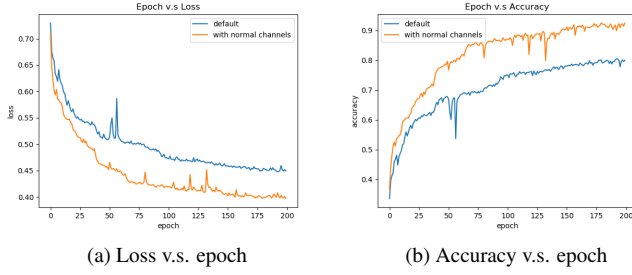 Epoch v.s Loss
default
with normal channels
0.70
0.65
0.60
0.55
0.50
0.45
0.40
loss
0 25 50 75 100 125 150 175 200
epoch
(a) Loss v.s. epoch
Epoch v.s Accuracy
default
with normal channels
0.9
0.8
0.7
0.6
0.5
0.4
accuracy
0 25 50 75 100 125 150 175 200
epoch
(b) Accuracy v.s. epoch